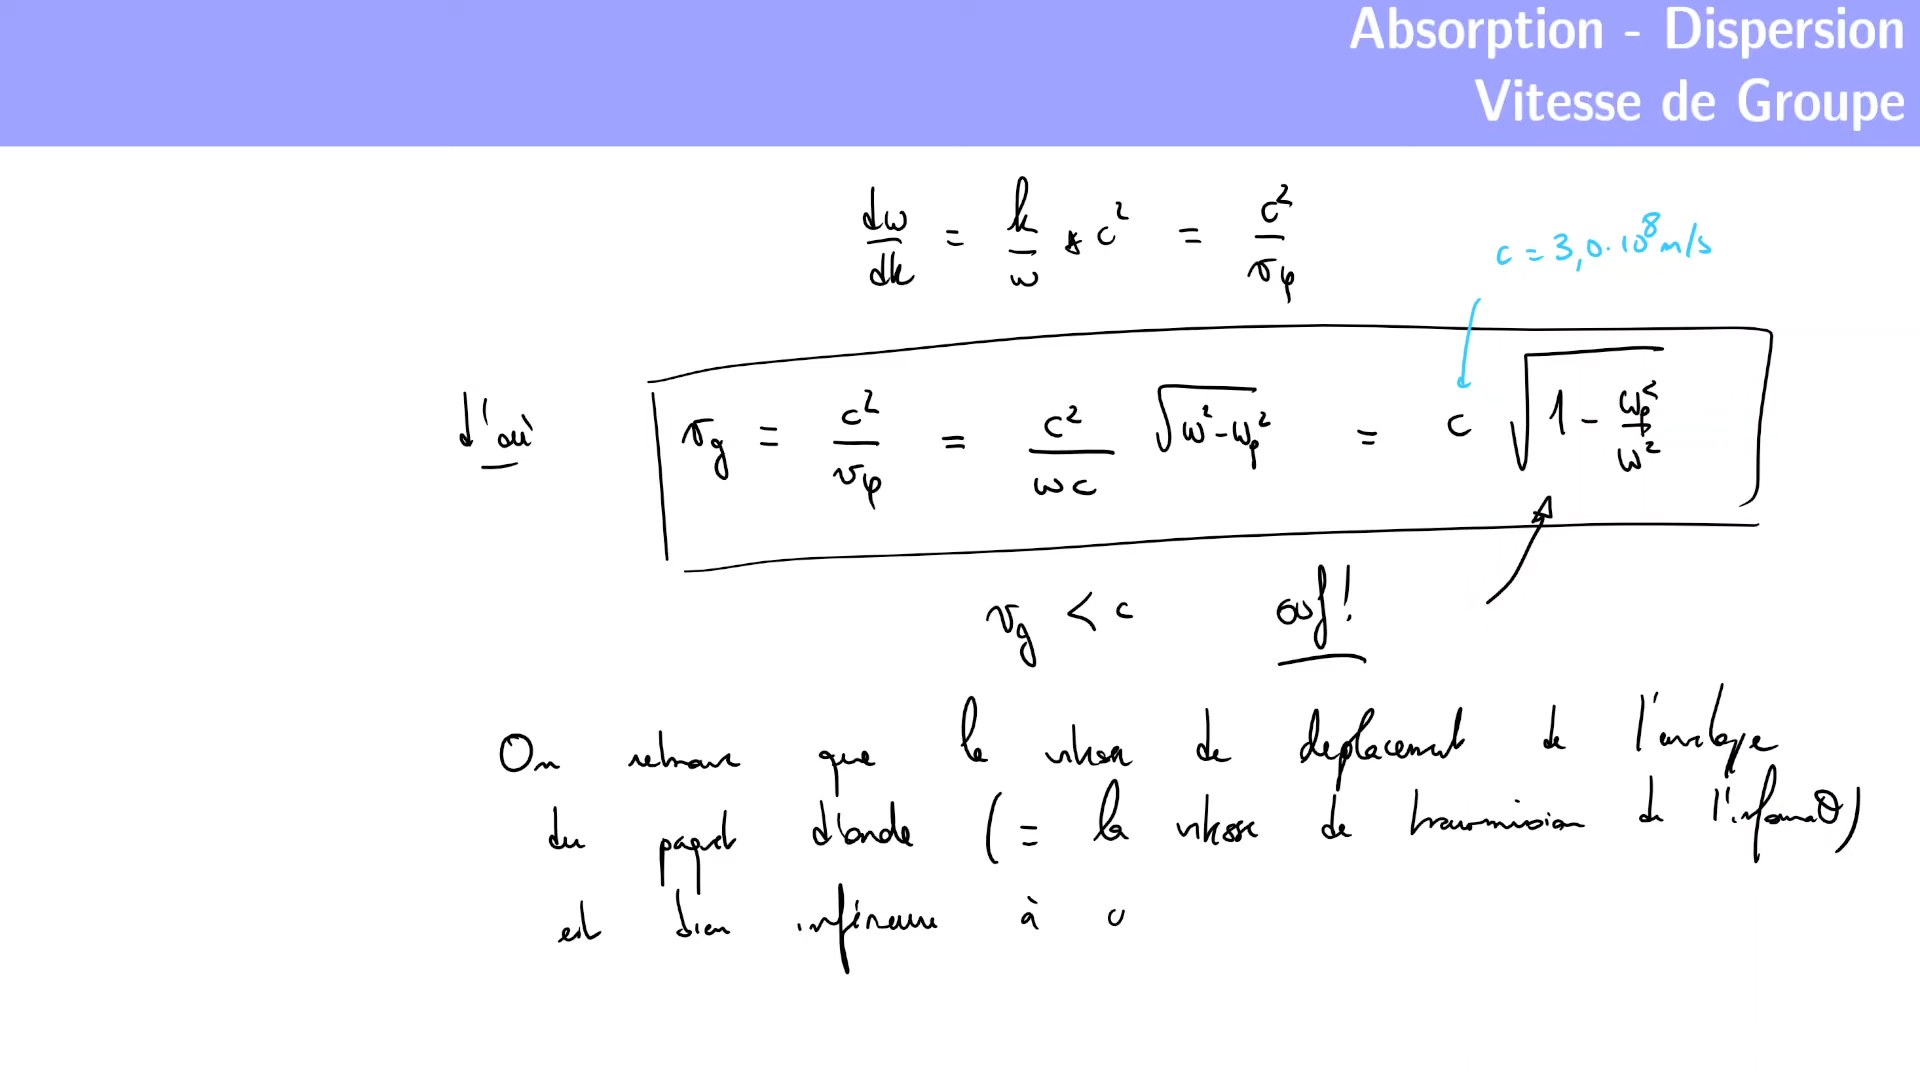 Absorption - Dispersion
Vitesse de Groupe
dω/dk = k/ω * c² = c²/vφ
c = 3,0·10⁸ m/s
d'où vg = c²/vφ = c²/ωc √(ω²-ωp²) = c √(1 - ωp²/ω²)
vg < c ouf!
On retrouve que la vitesse de deplacement de l'enveloppe
du paquet d'onde (= la vitesse de transmission de l'informaθ)
est bien inférieure à c